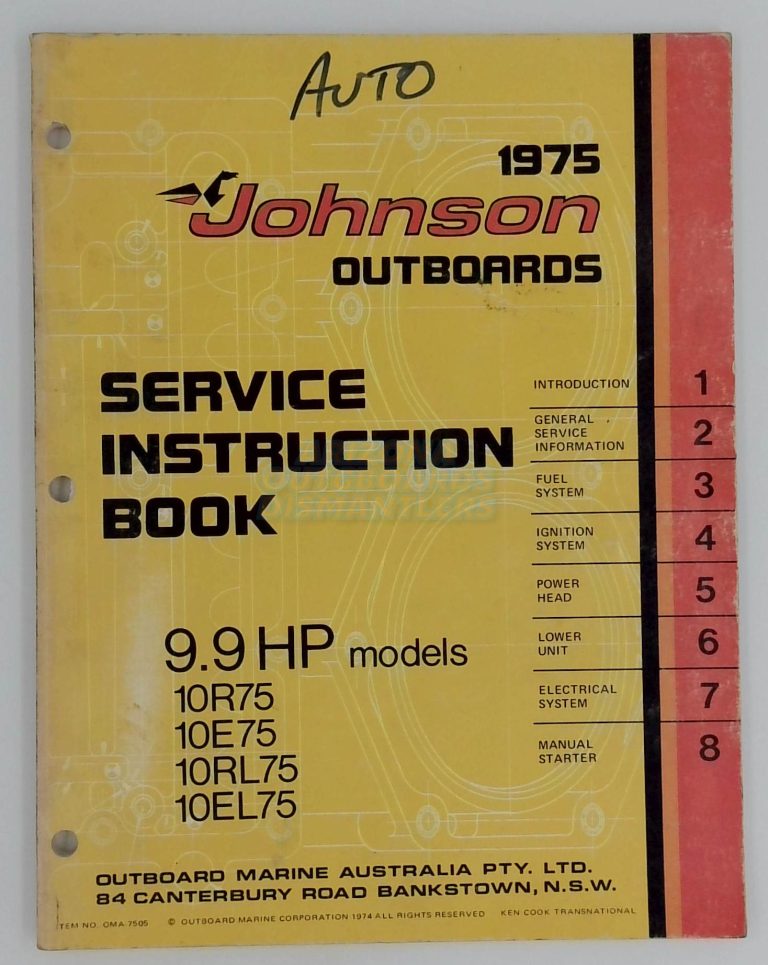 AUTO
1975
Johnson
OUTBOARDS
SERVICE
INSTRUCTION
BOOK
INTRODUCTION 1
GENERAL
SERVICE
INFORMATION 2
FUEL
SYSTEM 3
IGNITION
SYSTEM 4
POWER
HEAD 5
LOWER
UNIT 6
ELECTRICAL
SYSTEM 7
MANUAL
STARTER 8
OUTBOARDS
DISMANTLERS
9.9 HP models
10R75
10E75
10RL75
10EL75
OUTBOARD MARINE AUSTRALIA PTY. LTD.
84 CANTERBURY ROAD BANKSTOWN, N.S.W.
TEM NO. OMA 7505 © OUTBOARD MARINE CORPORATION 1974 ALL RIGHTS RESERVED KEN COOK TRANSNATIONAL